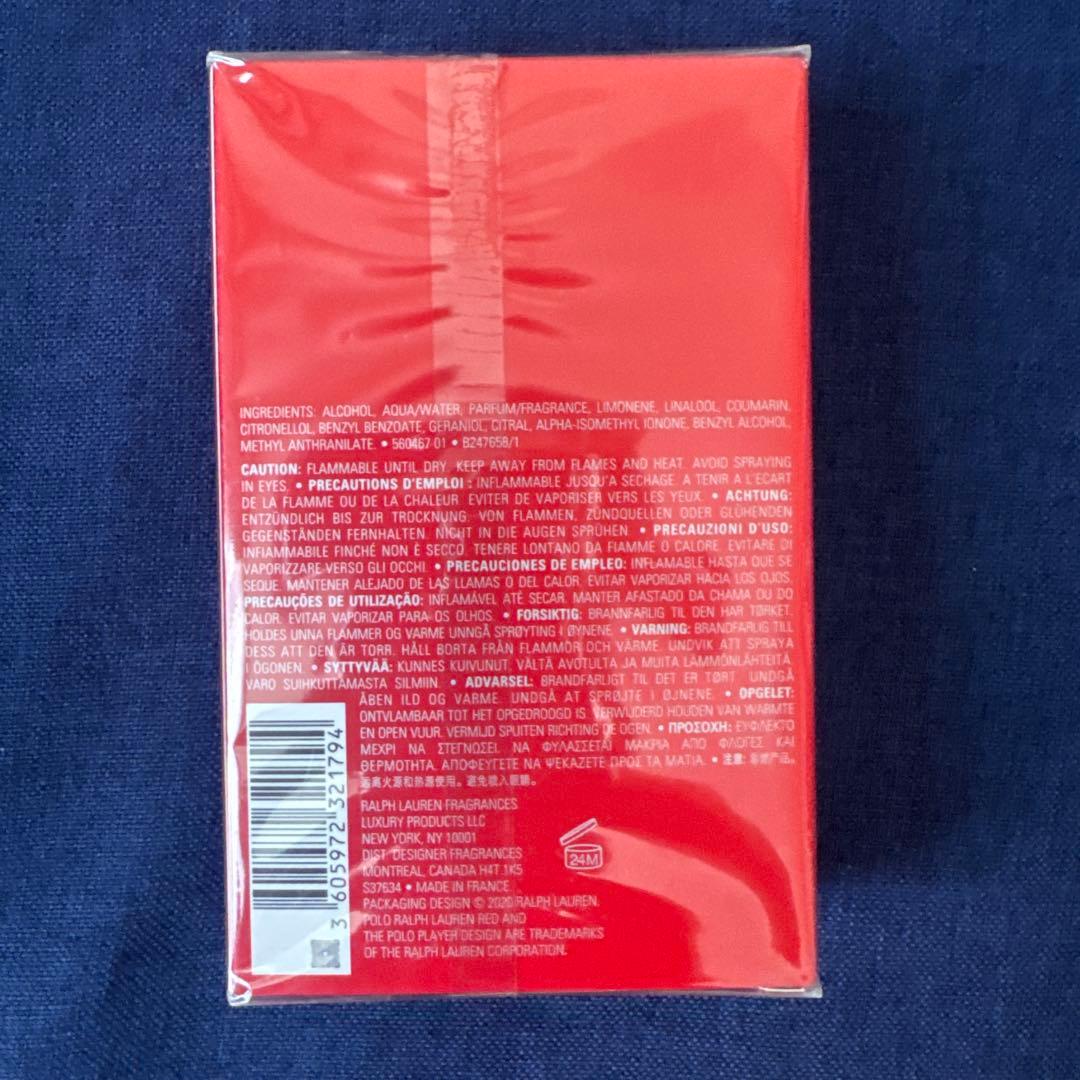 INGREDIENTS: ALCOHOL, AQUA/WATER, PARFUM/FRAGRANCE, LIMONENE, LINALOOL, COUMARIN,
CITRONELLOL, BENZYL BENZOATE, GERANIOL, CITRAL, ALPHA-ISOMETHYL IONONE, BENZYL ALCOHOL,
METHYL ANTHRANILATE. • 560467 01 • B247658/1
CAUTION: FLAMMABLE UNTIL DRY. KEEP AWAY FROM FLAMES AND HEAT. AVOID SPRAYING
IN EYES. • PRECAUTIONS D'EMPLOI : INFLAMMABLE JUSQU'A SECHAGE. A TENIR A L'ECART
DE LA FLAMME OU DE LA CHALEUR. EVITER DE VAPORISER VERS LES YEUX. • ACHTUNG:
ENTZÜNDLICH BIS ZUR TROCKNUNG. VON FLAMMEN, ZÜNDQUELLEN ODER GLÜHENDEN
GEGENSTÄNDEN FERNHALTEN. NICHT IN DIE AUGEN SPRÜHEN. • PRECAUZIONI D'USO:
INFIAMMABILE FINCHÉ NON È SECCO. TENERE LONTANO DA FIAMME O CALORE. EVITARE DI
VAPORIZZARE VERSO GLI OCCHI. • PRECAUCIONES DE EMPLEO: INFLAMABLE HASTA QUE SE
SEQUE. MANTENER ALEJADO DE LAS LLAMAS O DEL CALOR. EVITAR VAPORIZAR HACIA LOS OJOS.
PRECAUÇÕES DE UTILIZAÇÃO: INFLAMÁVEL ATÉ SECAR. MANTER AFASTADO DA CHAMA OU DO
CALOR. EVITAR VAPORIZAR PARA OS OLHOS. • FORSIKTIG: BRANNFARLIG TIL DEN HAR TØRKET.
HOLDES UNNA FLAMMER OG VARME. UNNGÅ SPRØYTING I ØYNENE. • VARNING: BRANDFARLIG TILL
DESS ATT DEN ÄR TORR. HÅLL BORTA FRÅN FLAMMOR OCH VÄRME. UNDVIK ATT SPRAYA
I ÖGONEN. • SYTTYVÄÄ: KUNNES KUIVUNUT. VÄLTÄ AVOTULTA JA MUITA LÄMMÖNLÄHTEITÄ.
VARO SUIHKUTTAMASTA SILMIIN. • ADVARSEL: BRANDFARLIGT TIL DET ER TØRT. UNDGÅ
ÅBEN ILD OG VARME. UNDGÅ AT SPRØJTE I ØJNENE. • OPGELET:
ONTVLAMBAAR TOT HET OPGEDROOGD IS. VERWIJDERD HOUDEN VAN WARMTE
EN OPEN VUUR. VERMIJD SPUITEN RICHTING DE OGEN. • ΠΡΟΣΟΧΗ: ΕΥΦΛΕΚΤΟ
ΜΕΧΡΙ ΝΑ ΣΤΕΓΝΩΣΕΙ. ΝΑ ΦΥΛΑΣΣΕΤΑΙ ΜΑΚΡΙΑ ΑΠΟ ΦΛΟΓΕΣ ΚΑΙ
ΘΕΡΜΟΤΗΤΑ. ΑΠΟΦΕΥΓΕΤΕ ΝΑ ΨΕΚΑΖΕΤΕ ΠΡΟΣ ΤΑ ΜΑΤΙΑ. • 注意: 易燃产品。
远离火源和热源使用。避免喷入眼睛。
RALPH LAUREN FRAGRANCES
LUXURY PRODUCTS LLC
NEW YORK, NY 10001
DIST. DESIGNER FRAGRANCES
MONTREAL, CANADA H4T 1K5
S37634 • MADE IN FRANCE
PACKAGING DESIGN © 2020 RALPH LAUREN.
POLO RALPH LAUREN RED AND
THE POLO PLAYER DESIGN ARE TRADEMARKS
OF THE RALPH LAUREN CORPORATION.
24M
3 605972 321794